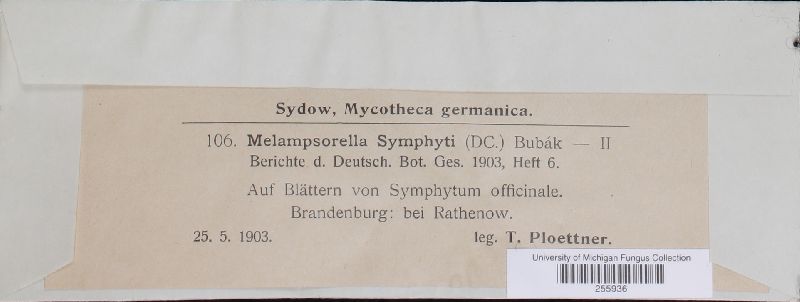 Sydow, Mycotheca germanica.
106. Melampsorella Symphyti (DC.) Bubák — II
Berichte d. Deutsch. Bot. Ges. 1903, Heft 6.
Auf Blättern von Symphytum officinale.
Brandenburg: bei Rathenow.
25. 5. 1903. leg. T. Ploettner.
University of Michigan Fungus Collection
255936